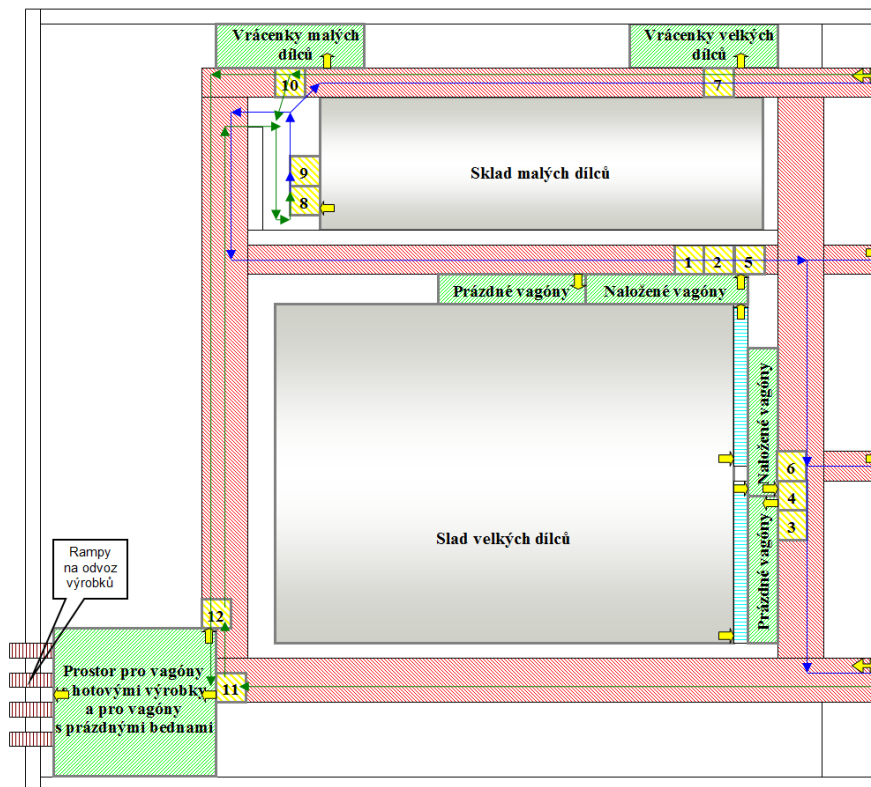 Vrácenky malých
dílců
Vrácenky velkých
dílců
10
7
Sklad malých dílců
9
8
1
2
5
Prázdné vagóny
Naložené vagóny
Naložené vagóny
6
4
3
Slad velkých dílců
Prázdné vagóny
Rampy
na odvoz
výrobků
12
11
Prostor pro vagóny
hotovými výrobky
a pro vagóny
s prázdnými bednami